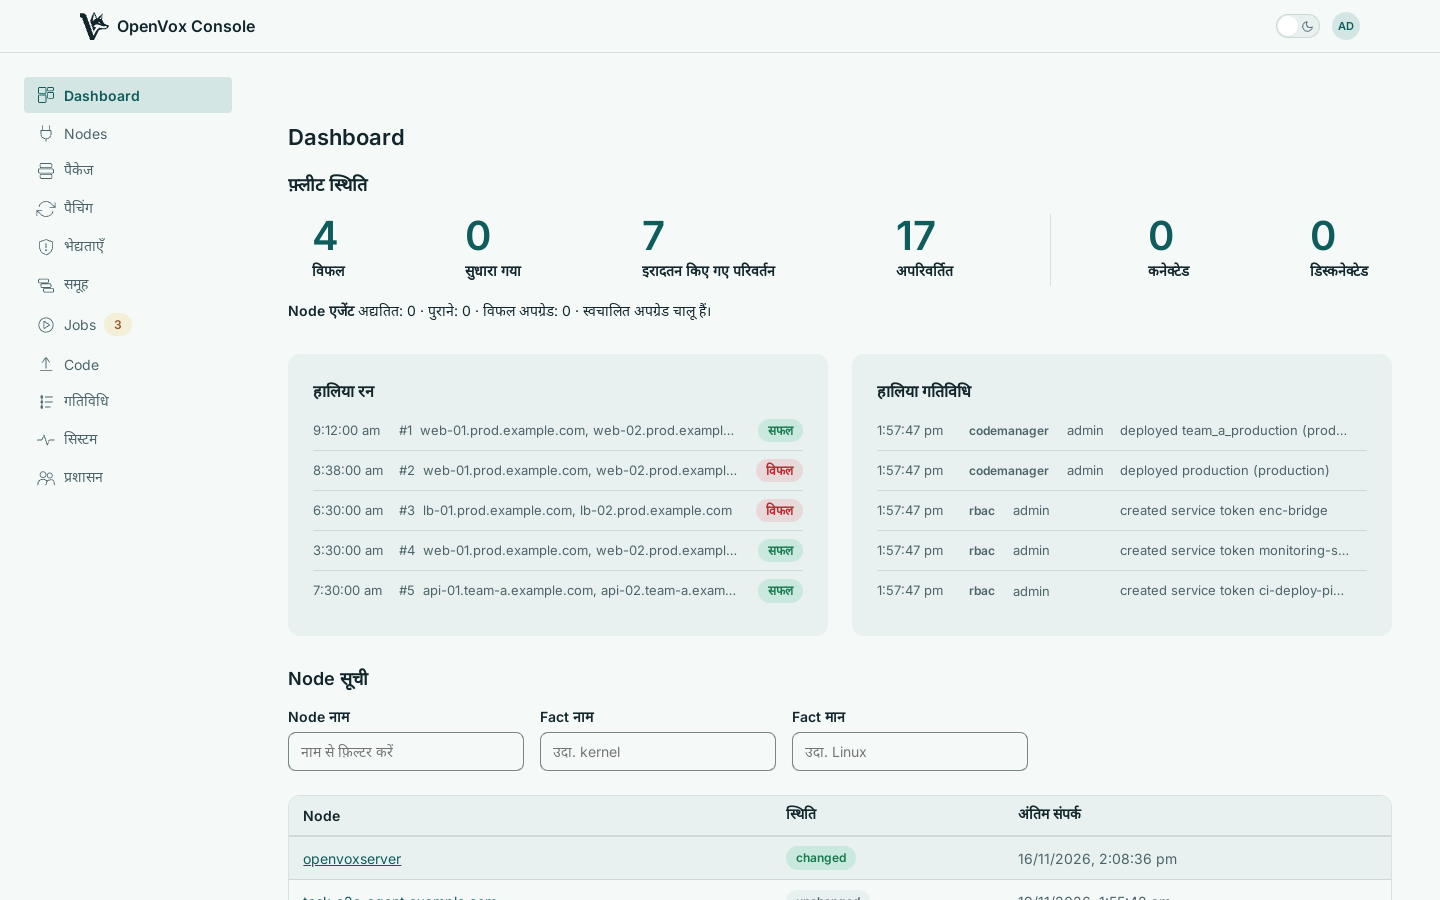 OpenVox Console
AD
Dashboard
Nodes
पैकेज
पैचिंग
भेद्यताएँ
समूह
Jobs 3
Code
गतिविधि
सिस्टम
प्रशासन
Dashboard
फ़्लीट स्थिति
4 0 7 17 0 0
विफल सुधारा गया इरादतन किए गए परिवर्तन अपरिवर्तित कनेक्टेड डिस्कनेक्टेड
Node एजेंट अद्यतित: 0 · पुराने: 0 · विफल अपग्रेड: 0 · स्वचालित अपग्रेड चालू हैं।
हालिया रन
9:12:00 am #1 web-01.prod.example.com, web-02.prod.exampl... सफल
8:38:00 am #2 web-01.prod.example.com, web-02.prod.exampl... विफल
6:30:00 am #3 lb-01.prod.example.com, lb-02.prod.example.com विफल
3:30:00 am #4 web-01.prod.example.com, web-02.prod.exampl... सफल
7:30:00 am #5 api-01.team-a.example.com, api-02.team-a.exam... सफल
हालिया गतिविधि
1:57:47 pm codemanager admin deployed team_a_production (prod...
1:57:47 pm codemanager admin deployed production (production)
1:57:47 pm rbac admin created service token enc-bridge
1:57:47 pm rbac admin created service token monitoring-s...
1:57:47 pm rbac admin created service token ci-deploy-pi...
Node सूची
Node नाम Fact नाम Fact मान
नाम से फ़िल्टर करें उदा. kernel उदा. Linux
Node स्थिति अंतिम संपर्क
openvoxserver changed 16/11/2026, 2:08:36 pm